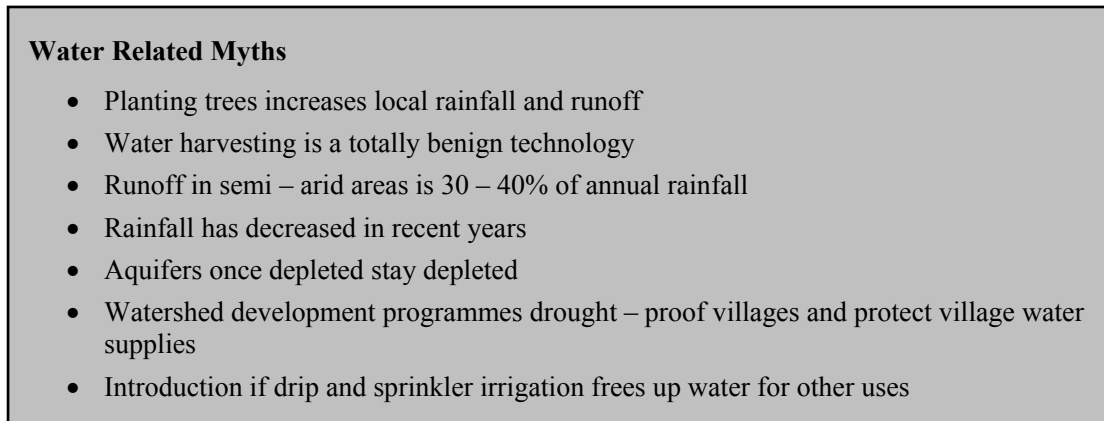 Water Related Myths
• Planting trees increases local rainfall and runoff
• Water harvesting is a totally benign technology
• Runoff in semi – arid areas is 30 – 40% of annual rainfall
• Rainfall has decreased in recent years
• Aquifers once depleted stay depleted
• Watershed development programmes drought – proof villages and protect village water
supplies
• Introduction if drip and sprinkler irrigation frees up water for other uses